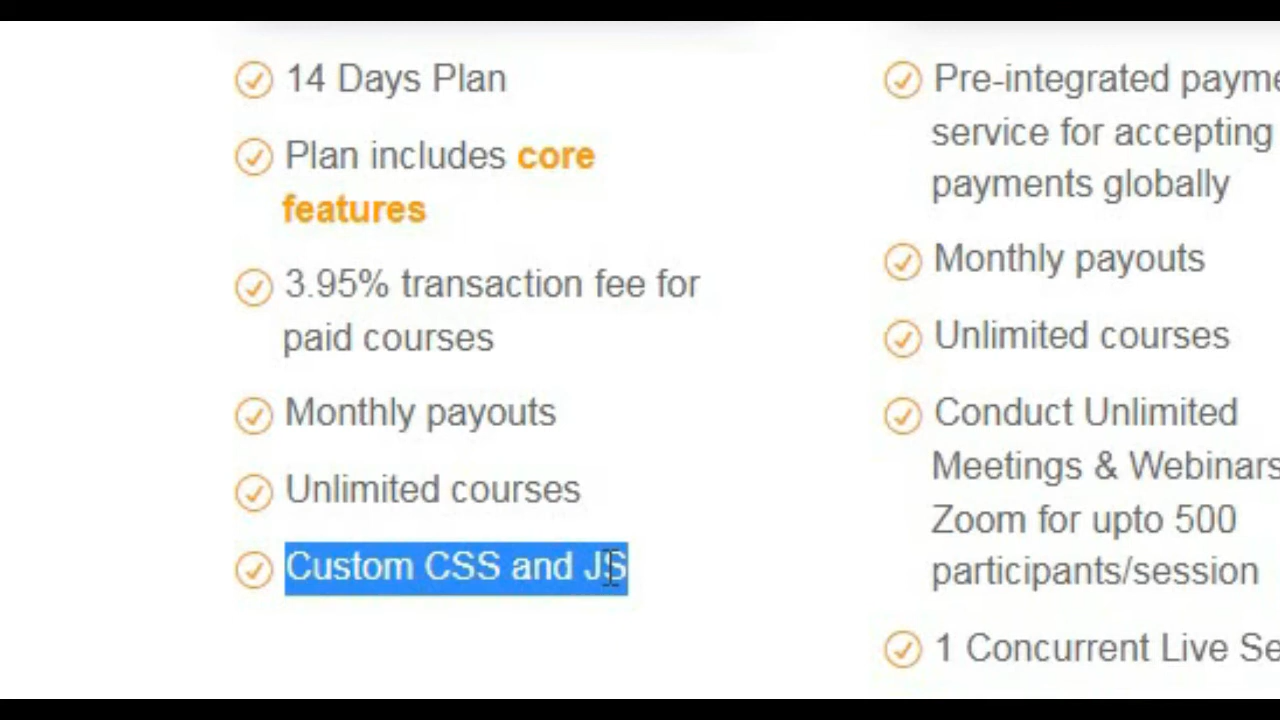 14 Days Plan
Plan includes core
features
3.95% transaction fee for
paid courses
Monthly payouts
Unlimited courses
Custom CSS and JS
Pre-integrated
service for accepting
payments globally
Monthly payouts
Unlimited courses
Conduct Unlimited
Meetings & Webinars
Zoom for upto 500
participants/session
1 Concurrent Live